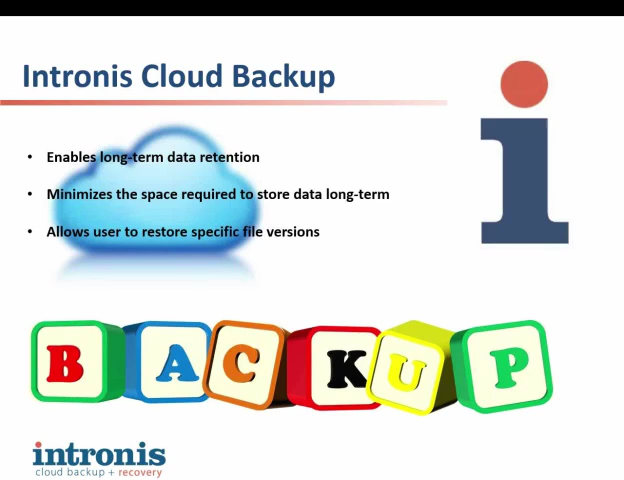 Intronis Cloud Backup
i
• Enables long-term data retention
• Minimizes the space required to store data long-term
• Allows user to restore specific file versions
BACKUP
intronis
cloud backup + recovery